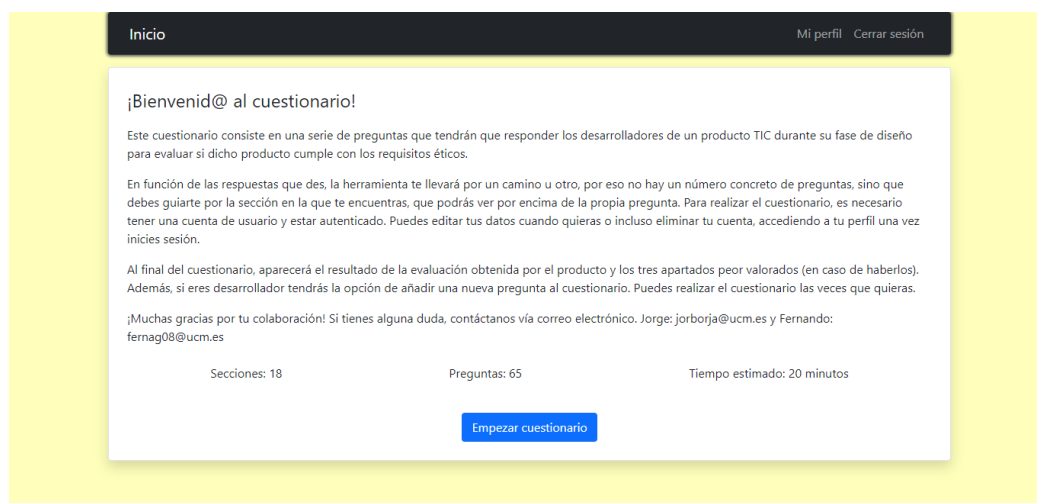 Inicio
Mi perfil
Cerrar sesión
¡Bienvenid@ al cuestionario!
Este cuestionario consiste en una serie de preguntas que tendrán que responder los desarrolladores de un producto TIC durante su fase de diseño
para evaluar si dicho producto cumple con los requisitos éticos.
En función de las respuestas que des, la herramienta te llevará por un camino u otro, por eso no hay un número concreto de preguntas, sino que
debes guiarte por la sección en la que te encuentras, que podrás ver por encima de la propia pregunta. Para realizar el cuestionario, es necesario
tener una cuenta de usuario y estar autenticado. Puedes editar tus datos cuando quieras o incluso eliminar tu cuenta, accediendo a tu perfil una vez
inicies sesión.
Al final del cuestionario, aparecerá el resultado de la evaluación obtenida por el producto y los tres apartados peor valorados (en caso de haberlos).
Además, si eres desarrollador tendrás la opción de añadir una nueva pregunta al cuestionario. Puedes realizar el cuestionario las veces que quieras.
¡Muchas gracias por tu colaboración! Si tienes alguna duda, contáctanos vía correo electrónico. Jorge: jorborja@ucm.es y Fernando:
fernag08@ucm.es
Secciones: 18
Preguntas: 65
Tiempo estimado: 20 minutos
Empezar cuestionario